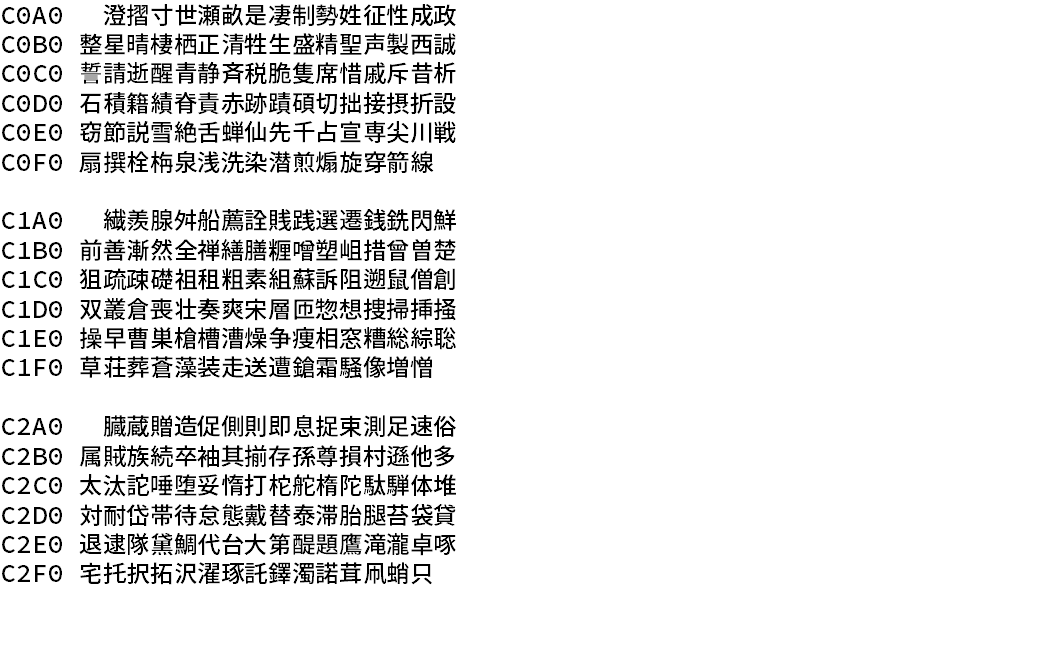 C0A0 澄摺寸世瀬畝是凄制勢姓征性成政
C0B0 整星晴棲栖正清牲生盛精聖声製西誠
C0C0 誓請逝醒青静斉税脆隻席惜戚斥昔析
C0D0 石積籍績脊責赤跡蹟碩切拙接摂折設
C0E0 窃節説雪絶舌蝉仙先千占宣専尖川戦
C0F0 扇撰栓栴泉浅洗染潜煎煽旋穿箭線
C1A0 繊羨腺舛船薦詮賎践選遷銭銑閃鮮
C1B0 前善漸然全禅繕膳糎噌塑岨措曾曽楚
C1C0 狙疏疎礎祖租粗素組蘇訴阻遡鼠僧創
C1D0 双叢倉喪壮奏爽宋層匝惣想捜掃挿掻
C1E0 操早曹巣槍槽漕燥争痩相窓糟総綜聡
C1F0 草荘葬蒼藻装走送遭鎗霜騒像増憎
C2A0 臓蔵贈造促側則即息捉束測足速俗
C2B0 属賊族続卒袖其揃存孫尊損村遜他多
C2C0 太汰詑唾堕妥惰打柁舵楕陀駄騨体堆
C2D0 対耐岱帯待怠態戴替泰滞胎腿苔袋貸
C2E0 退逮隊黛鯛代台大第醍題鷹滝瀧卓啄
C2F0 宅托択拓沢濯琢託鐸濁諾茸凧蛸只